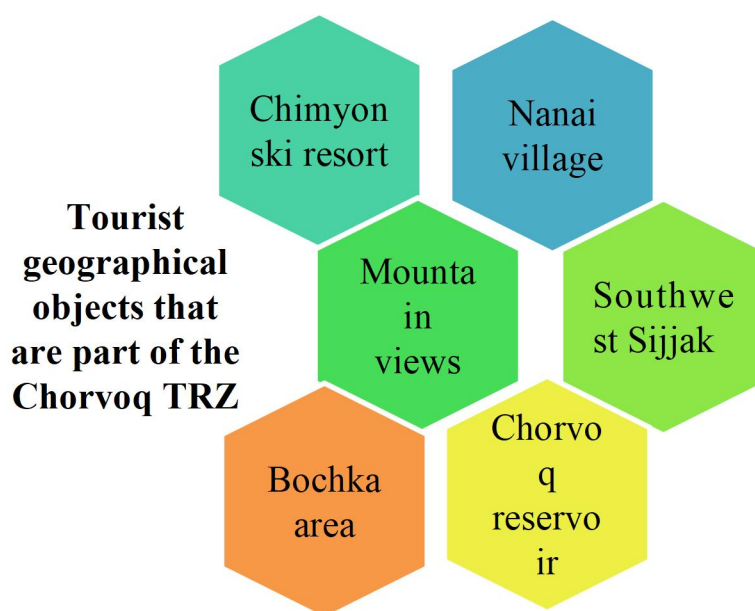 Chimyon
ski resort
Nanai
village
Tourist
geographical
objects that
are part of the
Chorvoq TRZ
Mounta
in
views
Southwe
st Sijjak
Bochka
area
Chorvo
q
reservo
ir